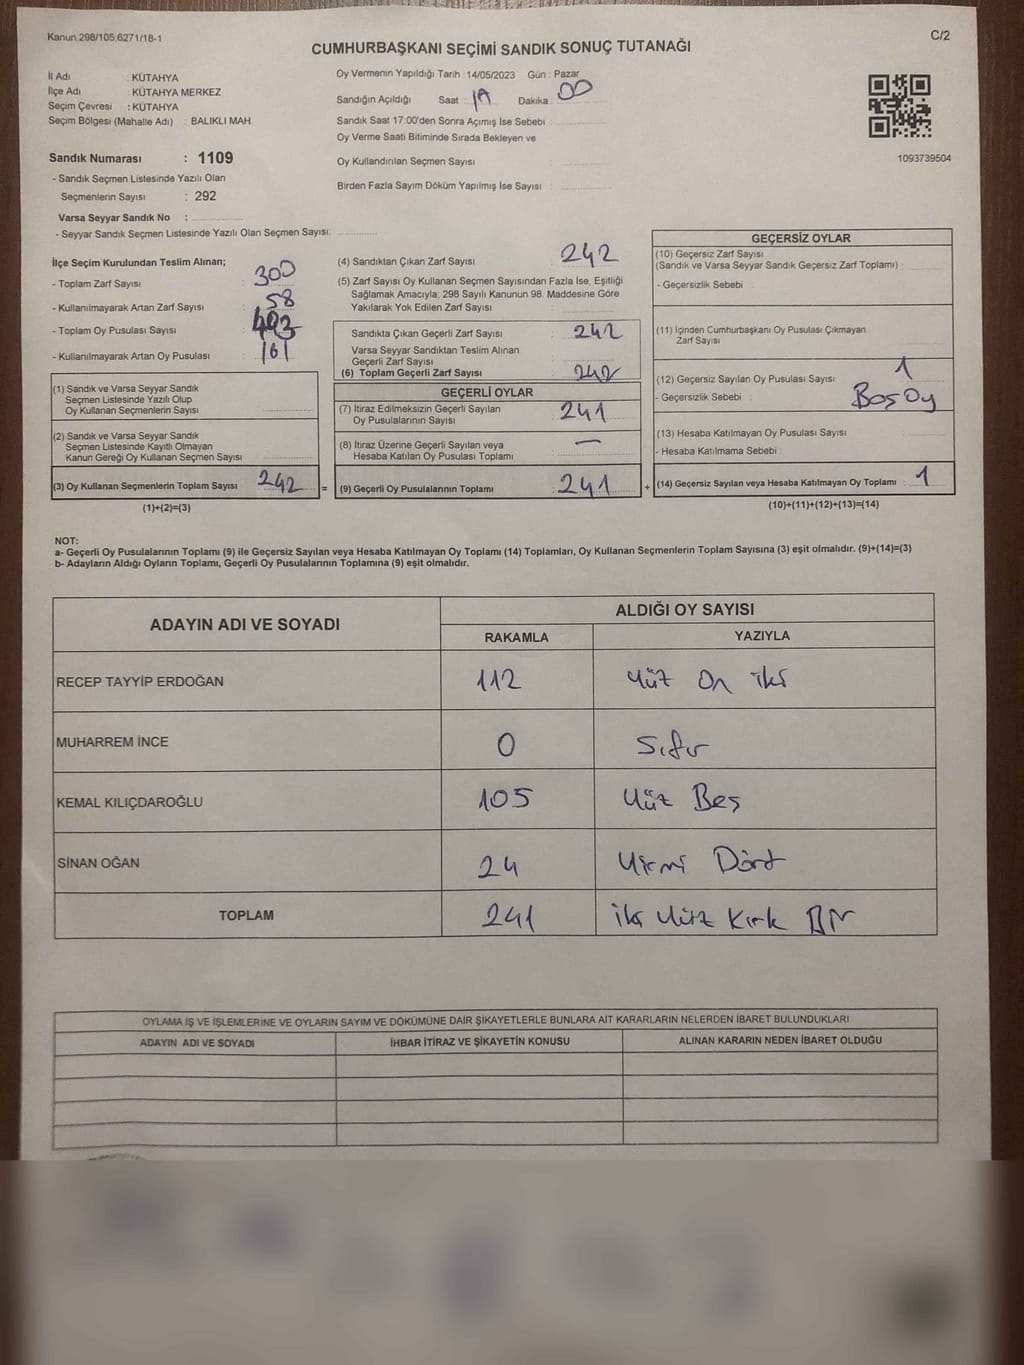 Kanun 298/105,6271/18-1
C/2
CUMHURBAŞKANI SEÇİMİ SANDIK SONUÇ TUTANAĞI
İl Adı : KÜTAHYA
İlçe Adı : KÜTAHYA MERKEZ
Seçim Çevresi : KÜTAHYA
Seçim Bölgesi (Mahalle Adı) : BALIKLI MAH.
Sandık Numarası : 1109
- Sandık Seçmen Listesinde Yazılı Olan
Seçmenlerin Sayısı : 292
Varsa Seyyar Sandık No :
- Seyyar Sandık Seçmen Listesinde Yazılı Olan Seçmen Sayısı
Oy Vermenin Yapıldığı Tarih : 14/05/2023 Gün : Pazar
Sandığın Açıldığı Saat : Dakika : 00
Sandık Saat 17:00'den Sonra Açımış İse Sebebi :
Oy Verme Saati Bitiminde Sırada Bekleyen ve
Oy Kullandırılan Seçmen Sayısı :
Birden Fazla Sayım Döküm Yapılmış İse Sayısı :
1093739504
İlçe Seçim Kurulundan Teslim Alınan;
- Toplam Zarf Sayısı : 300
- Kullanılmayarak Artan Zarf Sayısı : 58
- Toplam Oy Pusulası Sayısı : 403
- Kullanılmayarak Artan Oy Pusulası : 161
(1) Sandık ve Varsa Seyyar Sandık
Seçmen Listesinde Yazılı Olup
Oy Kullanan Seçmenlerin Sayısı
(2) Sandık ve Varsa Seyyar Sandık
Seçmen Listesinde Kayıtlı Olmayan
Kanun Gereği Oy Kullanan Seçmen Sayısı
(3) Oy Kullanan Seçmenlerin Toplam Sayısı 242 =
(1)+(2)=(3)
(4) Sandıktan Çıkan Zarf Sayısı : 242
(5) Zarf Sayısı Oy Kullanan Seçmen Sayısından Fazla İse, Eşitliği
Sağlamak Amacıyla; 298 Sayılı Kanunun 98. Maddesine Göre
Yakılarak Yok Edilen Zarf Sayısı :
Sandıkta Çıkan Geçerli Zarf Sayısı : 242
Varsa Seyyar Sandıktan Teslim Alınan
Geçerli Zarf Sayısı
(6) Toplam Geçerli Zarf Sayısı : 242
GEÇERLİ OYLAR
(7) İtiraz Edilmeksizin Geçerli Sayılan
Oy Pusulalarının Sayısı : 241
(8) İtiraz Üzerine Geçerli Sayılan veya
Hesaba Katılan Oy Pusulası Toplamı : —
(9) Geçerli Oy Pusulalarının Toplamı : 241 +
GEÇERSİZ OYLAR
(10) Geçersiz Zarf Sayısı
(Sandık ve Varsa Seyyar Sandık Geçersiz Zarf Toplamı) :
- Geçersizlik Sebebi :
(11) İçinden Cumhurbaşkanı Oy Pusulası Çıkmayan
Zarf Sayısı :
(12) Geçersiz Sayılan Oy Pusulası Sayısı : 1
- Geçersizlik Sebebi : Boş Oy
(13) Hesaba Katılmayan Oy Pusulası Sayısı :
- Hesaba Katılmama Sebebi :
(14) Geçersiz Sayılan veya Hesaba Katılmayan Oy Toplamı : 1
(10)+(11)+(12)+(13)=(14)
NOT:
a- Geçerli Oy Pusulalarının Toplamı (9) ile Geçersiz Sayılan veya Hesaba Katılmayan Oy Toplamı (14) Toplamları, Oy Kullanan Seçmenlerin Toplam Sayısına (3) eşit olmalıdır. (9)+(14)=(3)
b- Adayların Aldığı Oyların Toplamı, Geçerli Oy Pusulalarının Toplamına (9) eşit olmalıdır.
ADAYIN ADI VE SOYADI ALDIĞI OY SAYISI
RAKAMLA YAZIYLA
RECEP TAYYİP ERDOĞAN 112 Yüz On iki
MUHARREM İNCE 0 Sıfır
KEMAL KILIÇDAROĞLU 105 Yüz Beş
SİNAN OĞAN 24 Yirmi Dört
TOPLAM 241 iki Yüz Kırk Bir
OYLAMA İŞ VE İŞLEMLERİNE VE OYLARIN SAYIM VE DÖKÜMÜNE DAİR ŞİKAYETLERLE BUNLARA AİT KARARLARIN NELERDEN İBARET BULUNDUKLARI
ADAYIN ADI VE SOYADI İHBAR İTİRAZ VE ŞİKAYETİN KONUSU ALINAN KARARIN NEDEN İBARET OLDUĞU